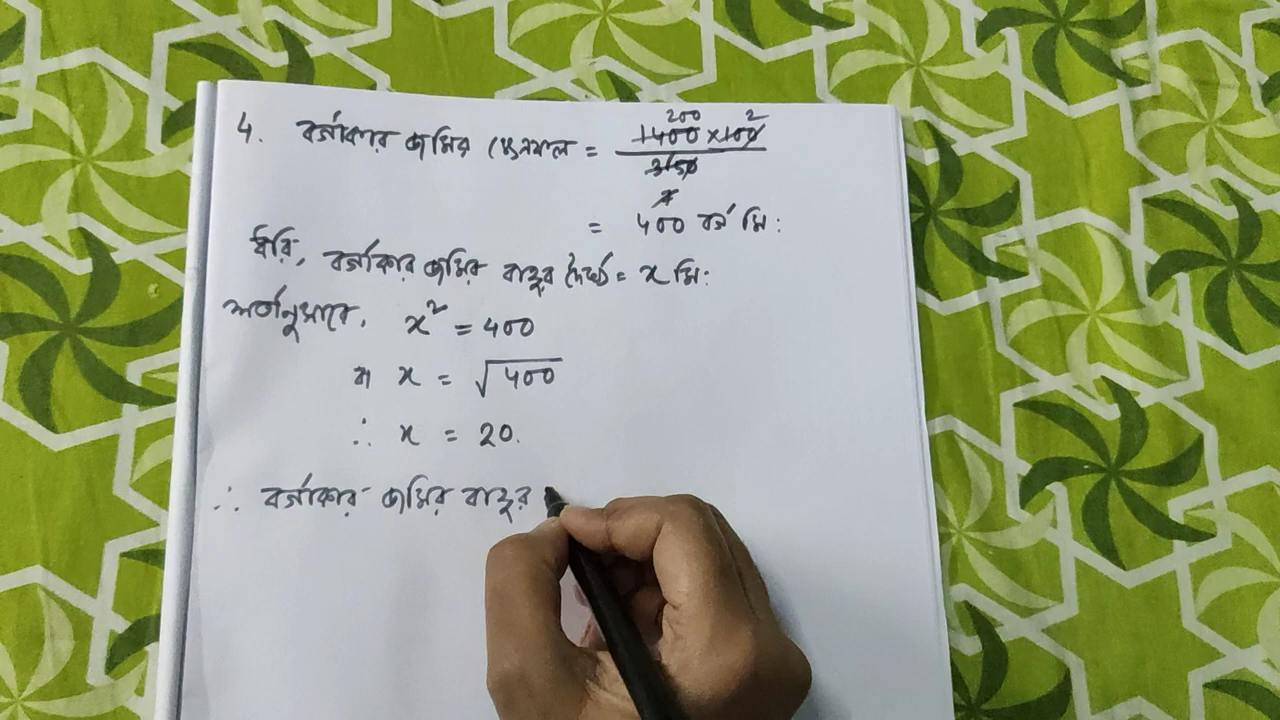 4. বর্গাকার জমির ক্ষেত্রফল = 1400 × 100 / 350
200 2
2
= 400 বর্গ মি:
ধরি, বর্গাকার জমির বাহুর দৈর্ঘ্য = x মি:
শর্তানুসারে, x² = 400
বা x = √400
∴ x = 20.
∴ বর্গাকার জমির বাহুর